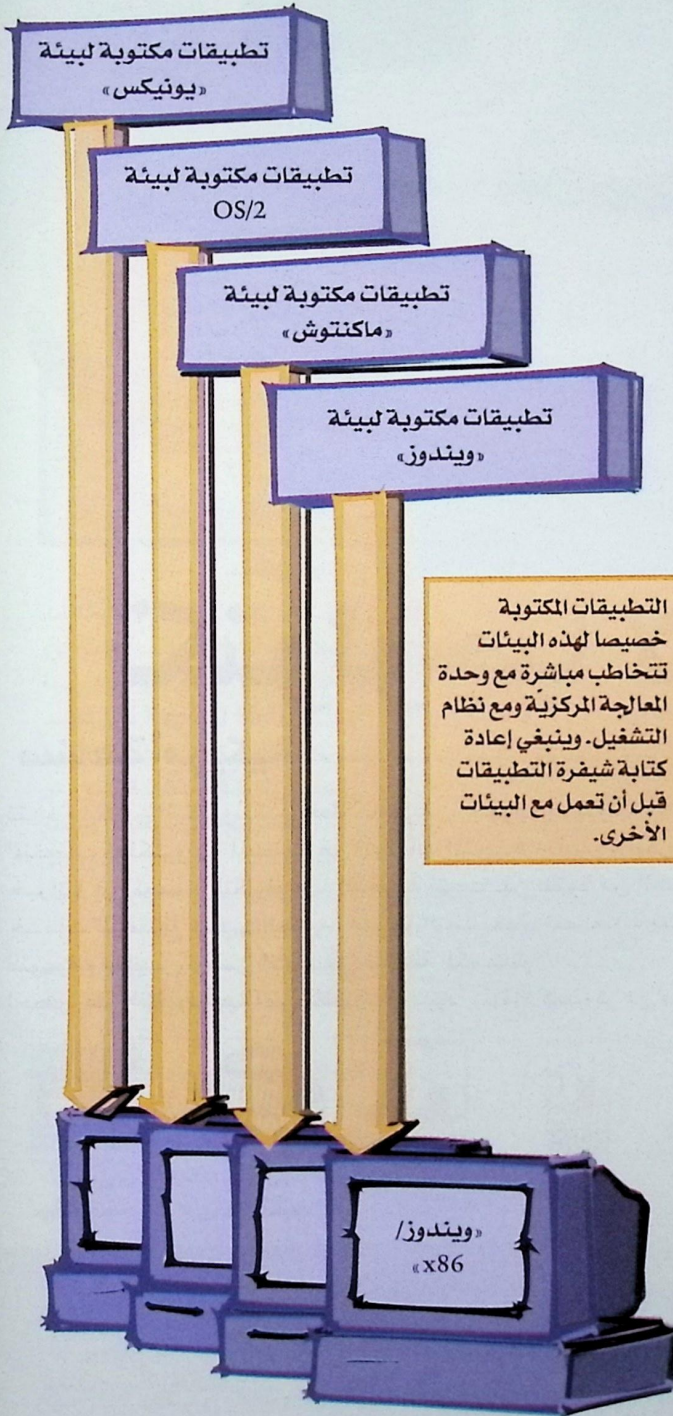 تطبيقات مكتوبة لبيئة
«يونيكس»
تطبيقات مكتوبة لبيئة
OS/2
تطبيقات مكتوبة لبيئة
«ماكنتوش»
تطبيقات مكتوبة لبيئة
«ويندوز»
التطبيقات المكتوبة
خصيصا لهذه البيئات
تتخاطب مباشرة مع وحدة
المعالجة المركزيّة ومع نظام
التشغيل. وينبغي إعادة
كتابة شيفرة التطبيقات
قبل أن تعمل مع البيئات
الأخرى.
«ويندوز/
x86»